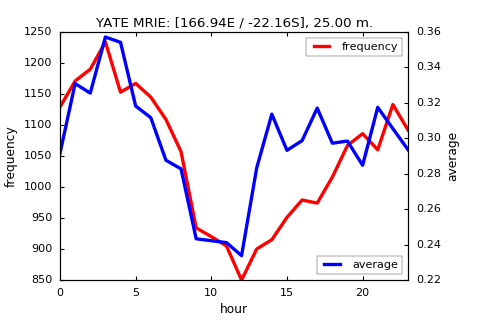 YATE MRIE: [166.94E / -22.16S], 25.00 m.
1250
1200
1150
1100
1050
1000
950
900
850
frequency
0.36
0.34
0.32
0.30
0.28
0.26
0.24
0.22
average
frequency
average
0 5 10 15 20
hour